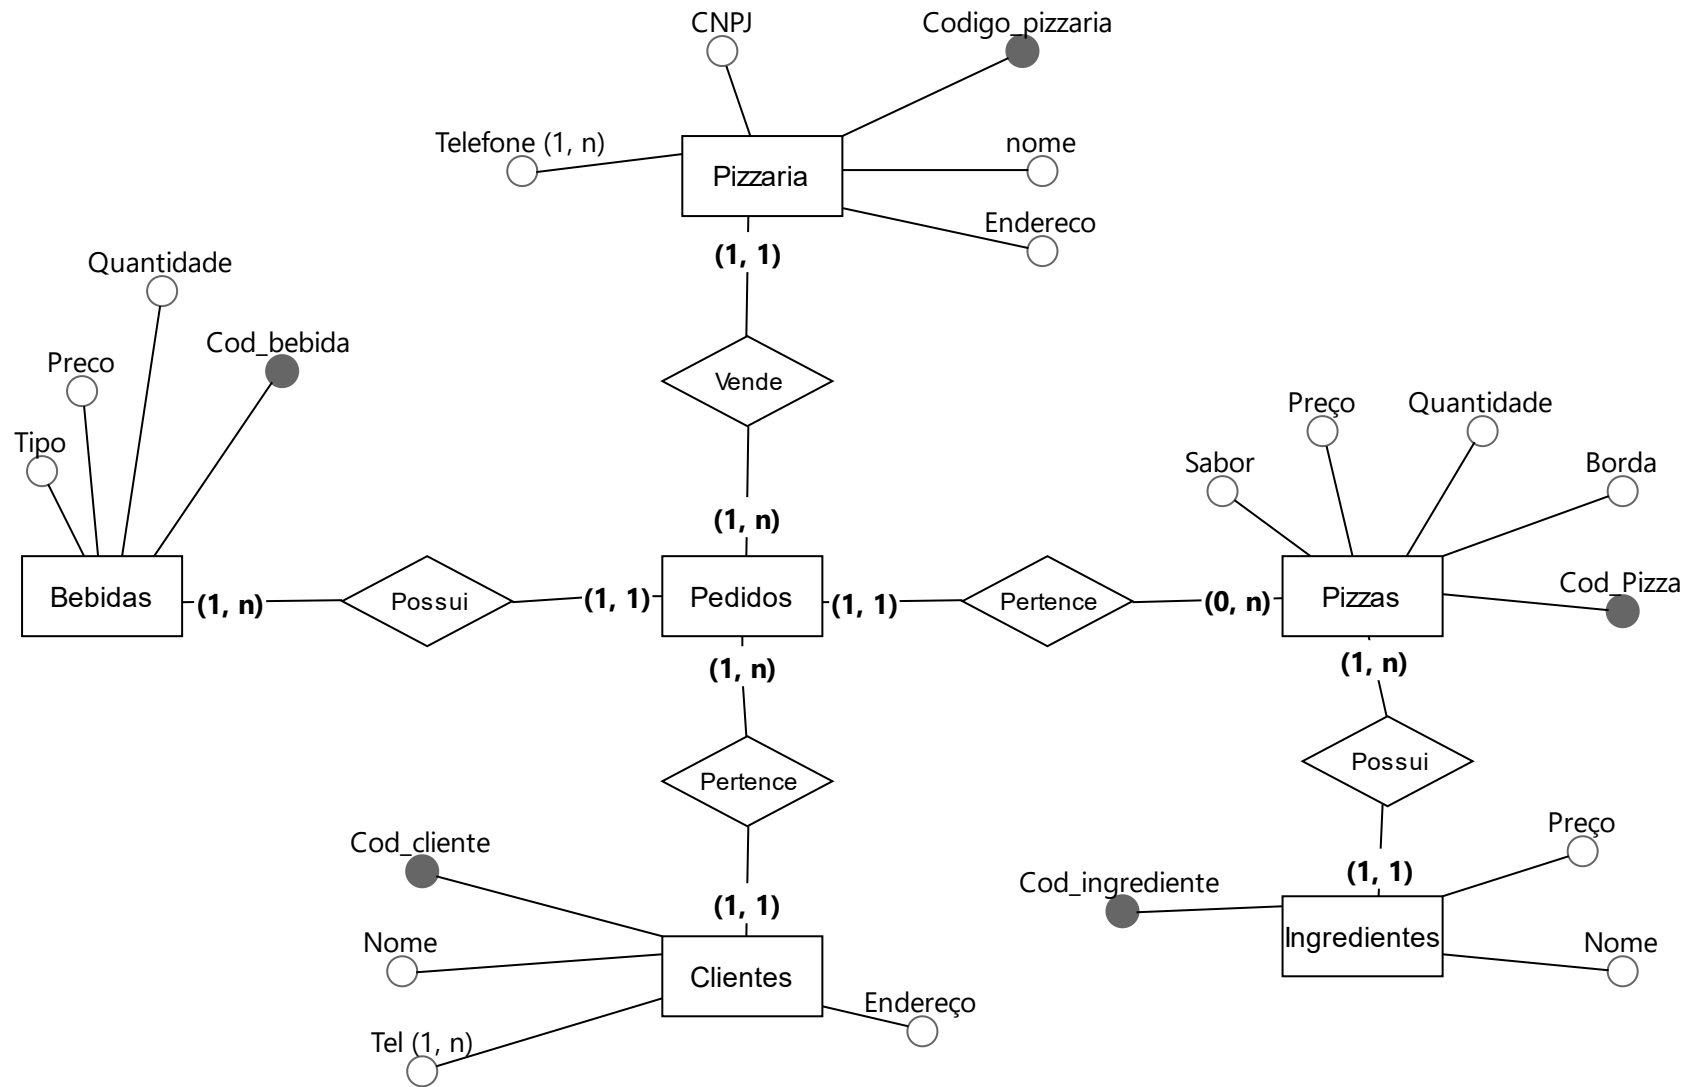 CNPJ
Codigo_pizzaria
Telefone (1, n)
Pizzaria
nome
Endereco
(1, 1)
Quantidade
Cod_bebida
Preco
Tipo
Vende
Preço
Quantidade
Sabor
Borda
(1, n)
Bebidas
(1, n)
Possui
(1, 1)
Pedidos
(1, 1)
Pertence
(0, n)
Pizzas
Cod_Pizza
(1, n)
(1, n)
Pertence
Possui
Cod_cliente
Preço
(1, 1)
Cod_ingrediente
(1, 1)
Ingredientes
Nome
Nome
Clientes
Endereço
Tel (1, n)